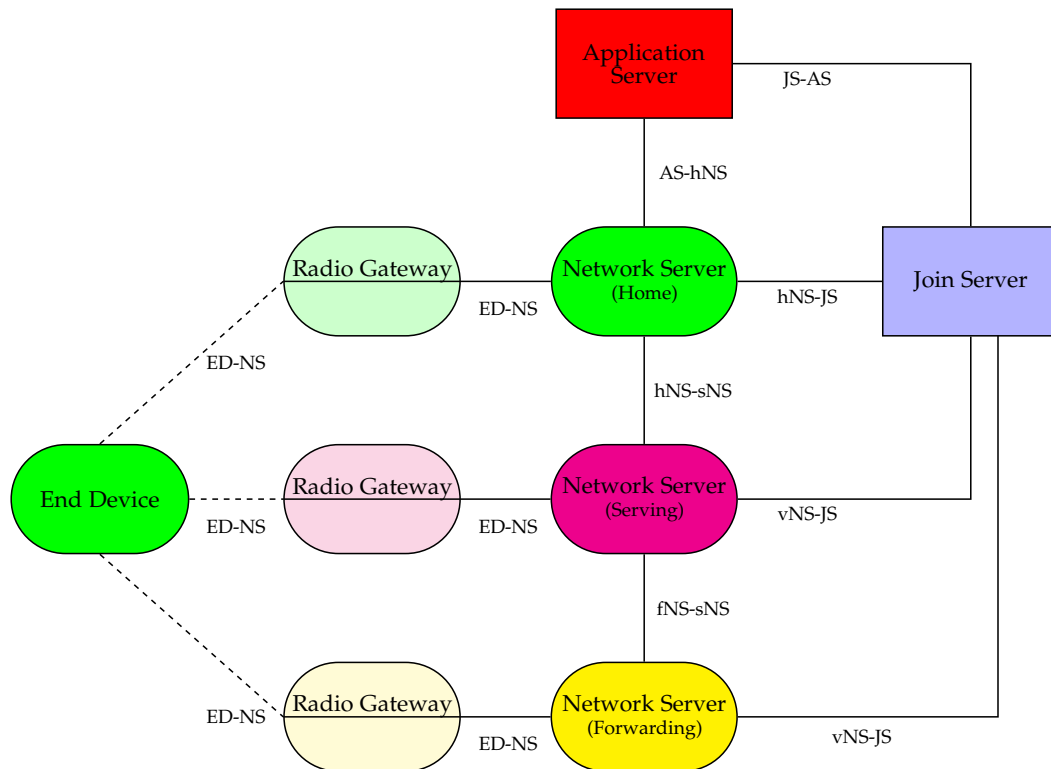 Application
Server
JS-AS
AS-hNS
Radio Gateway
Network Server
(Home)
Join Server
ED-NS
hNS-JS
ED-NS
hNS-sNS
End Device
Radio Gateway
Network Server
(Serving)
ED-NS
ED-NS
vNS-JS
fNS-sNS
Radio Gateway
Network Server
(Forwarding)
ED-NS
ED-NS
vNS-JS